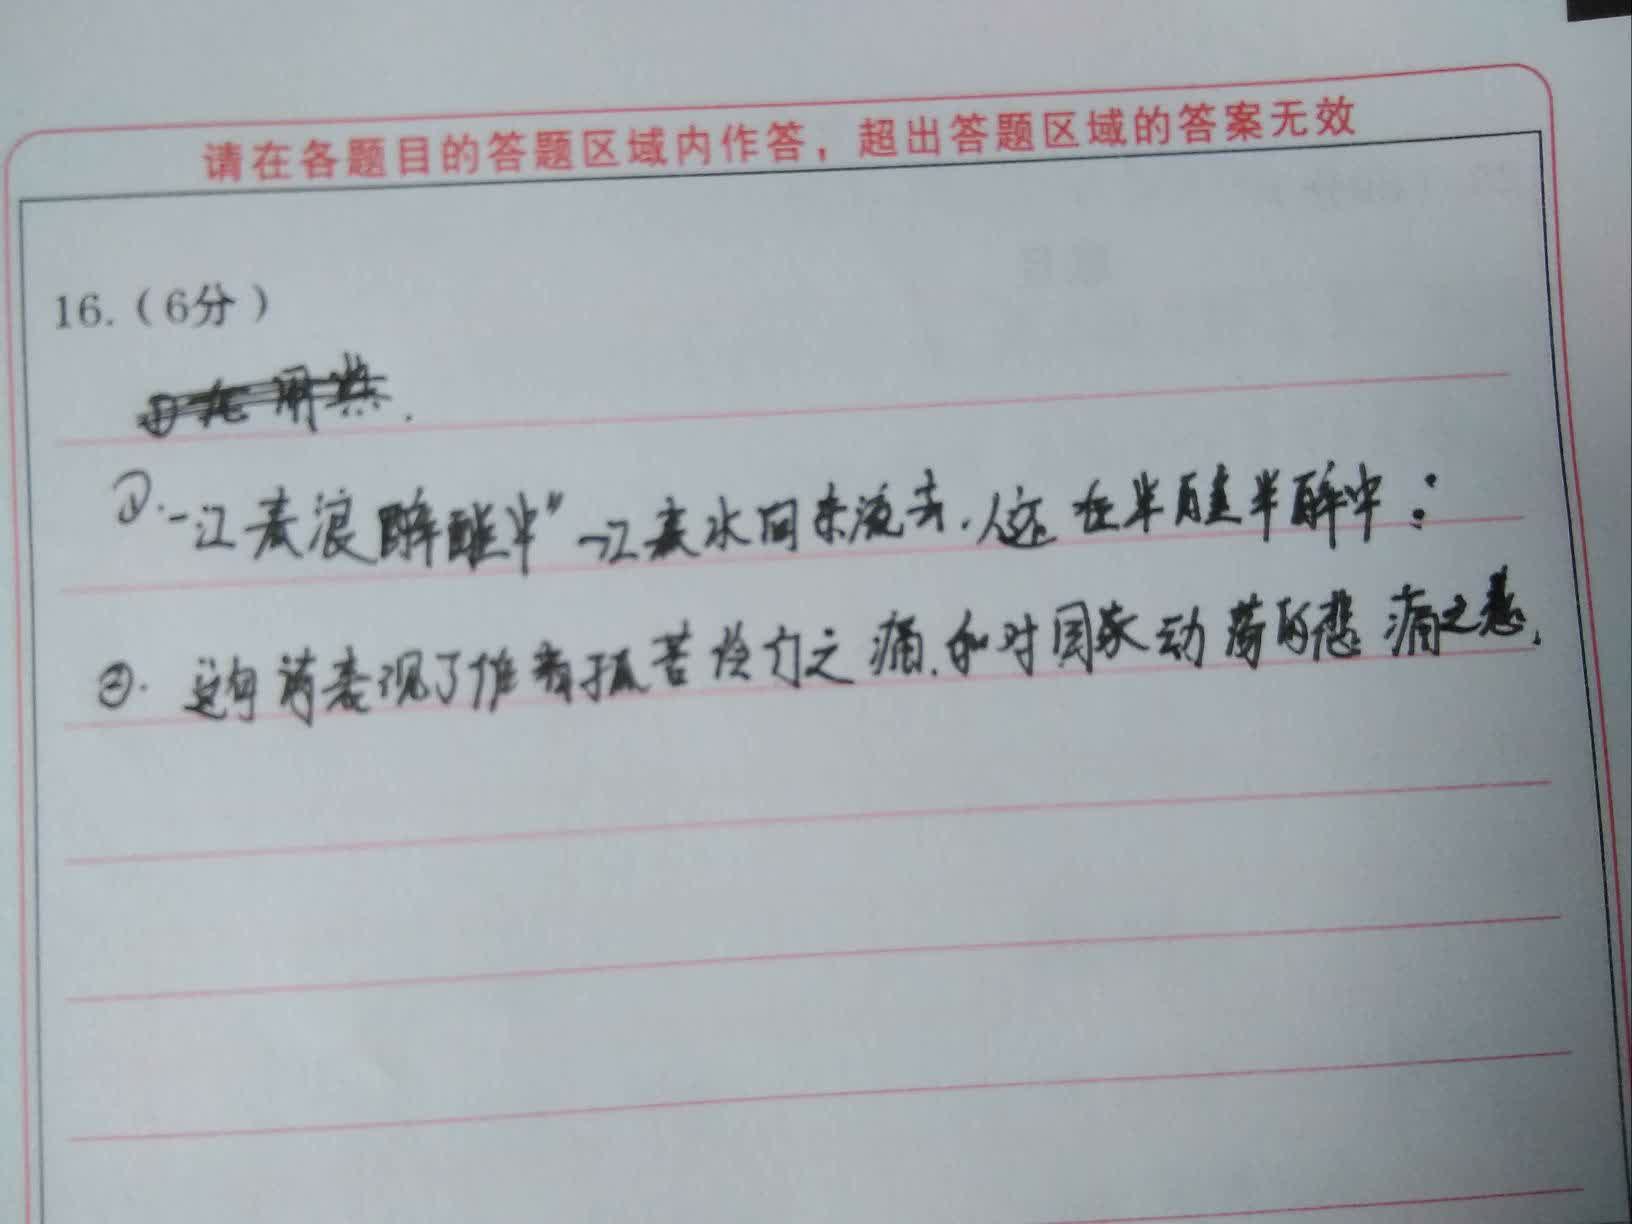 请在各题目的答题区域内作答，超出答题区域的答案无效
16.（6分）
①.一江春浪醉醒中"一江春水向东流去.人还在半醒半醉中:
②.这句诗表现了作者孤苦伶仃之痛.和对国家动荡的悲痛之愁.